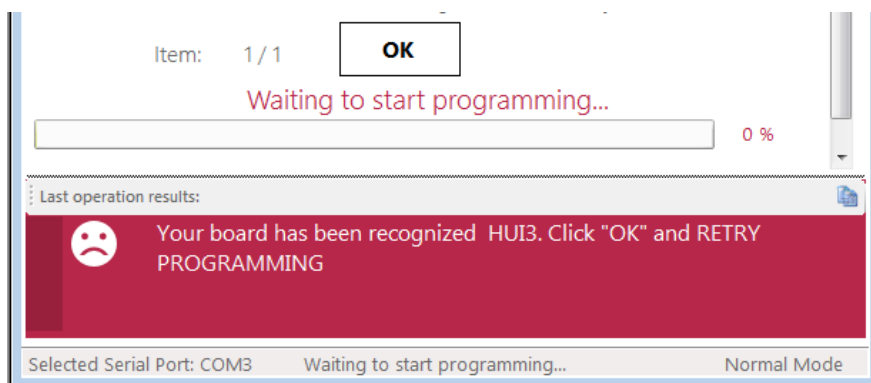 Item: 1 / 1 OK
Waiting to start programming...
0 %
Last operation results:
Your board has been recognized HUI3. Click "OK" and RETRY
PROGRAMMING
Selected Serial Port: COM3 Waiting to start programming... Normal Mode